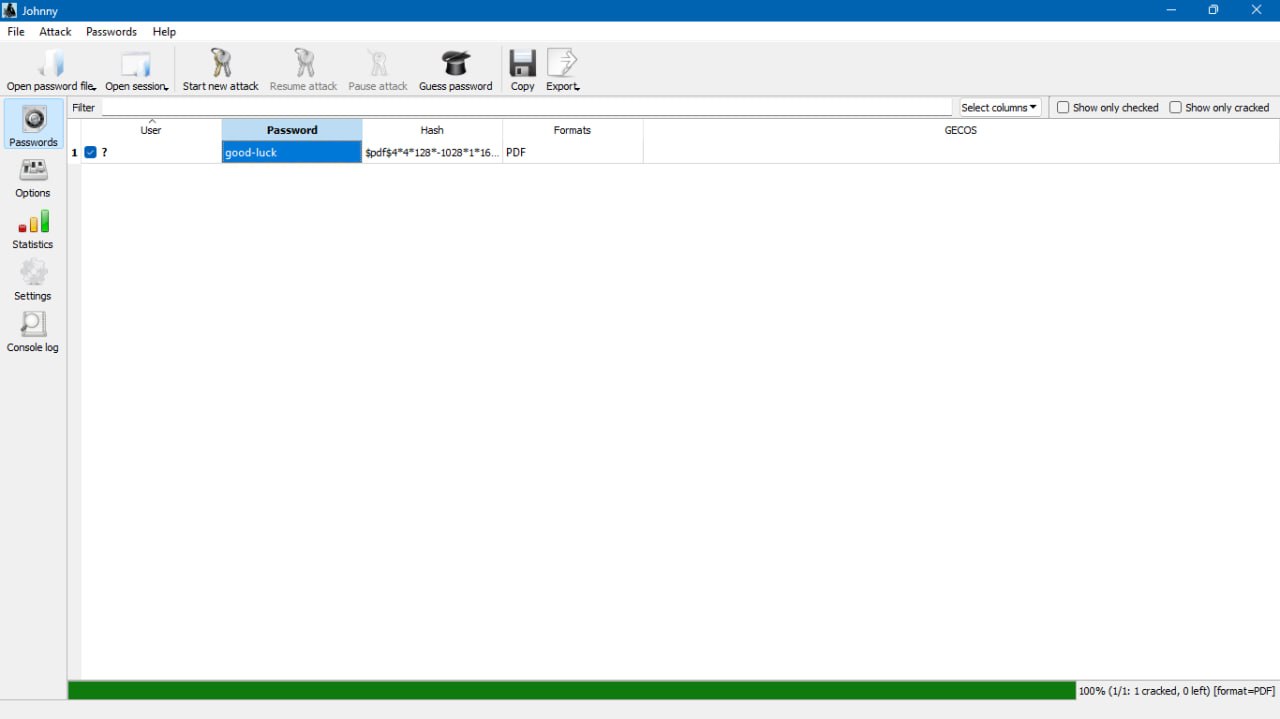 Johnny
File Attack Passwords Help
Open password file Open session Start new attack Resume attack Pause attack Guess password Copy Export
Passwords
Options
Statistics
Settings
Console log
Filter Select columns Show only checked Show only cracked
User Password Hash Formats GECOS
1 ? good-luck $pdf$4*4*128*-1028*1*16... PDF
100% (1/1: 1 cracked, 0 left) [format=PDF]